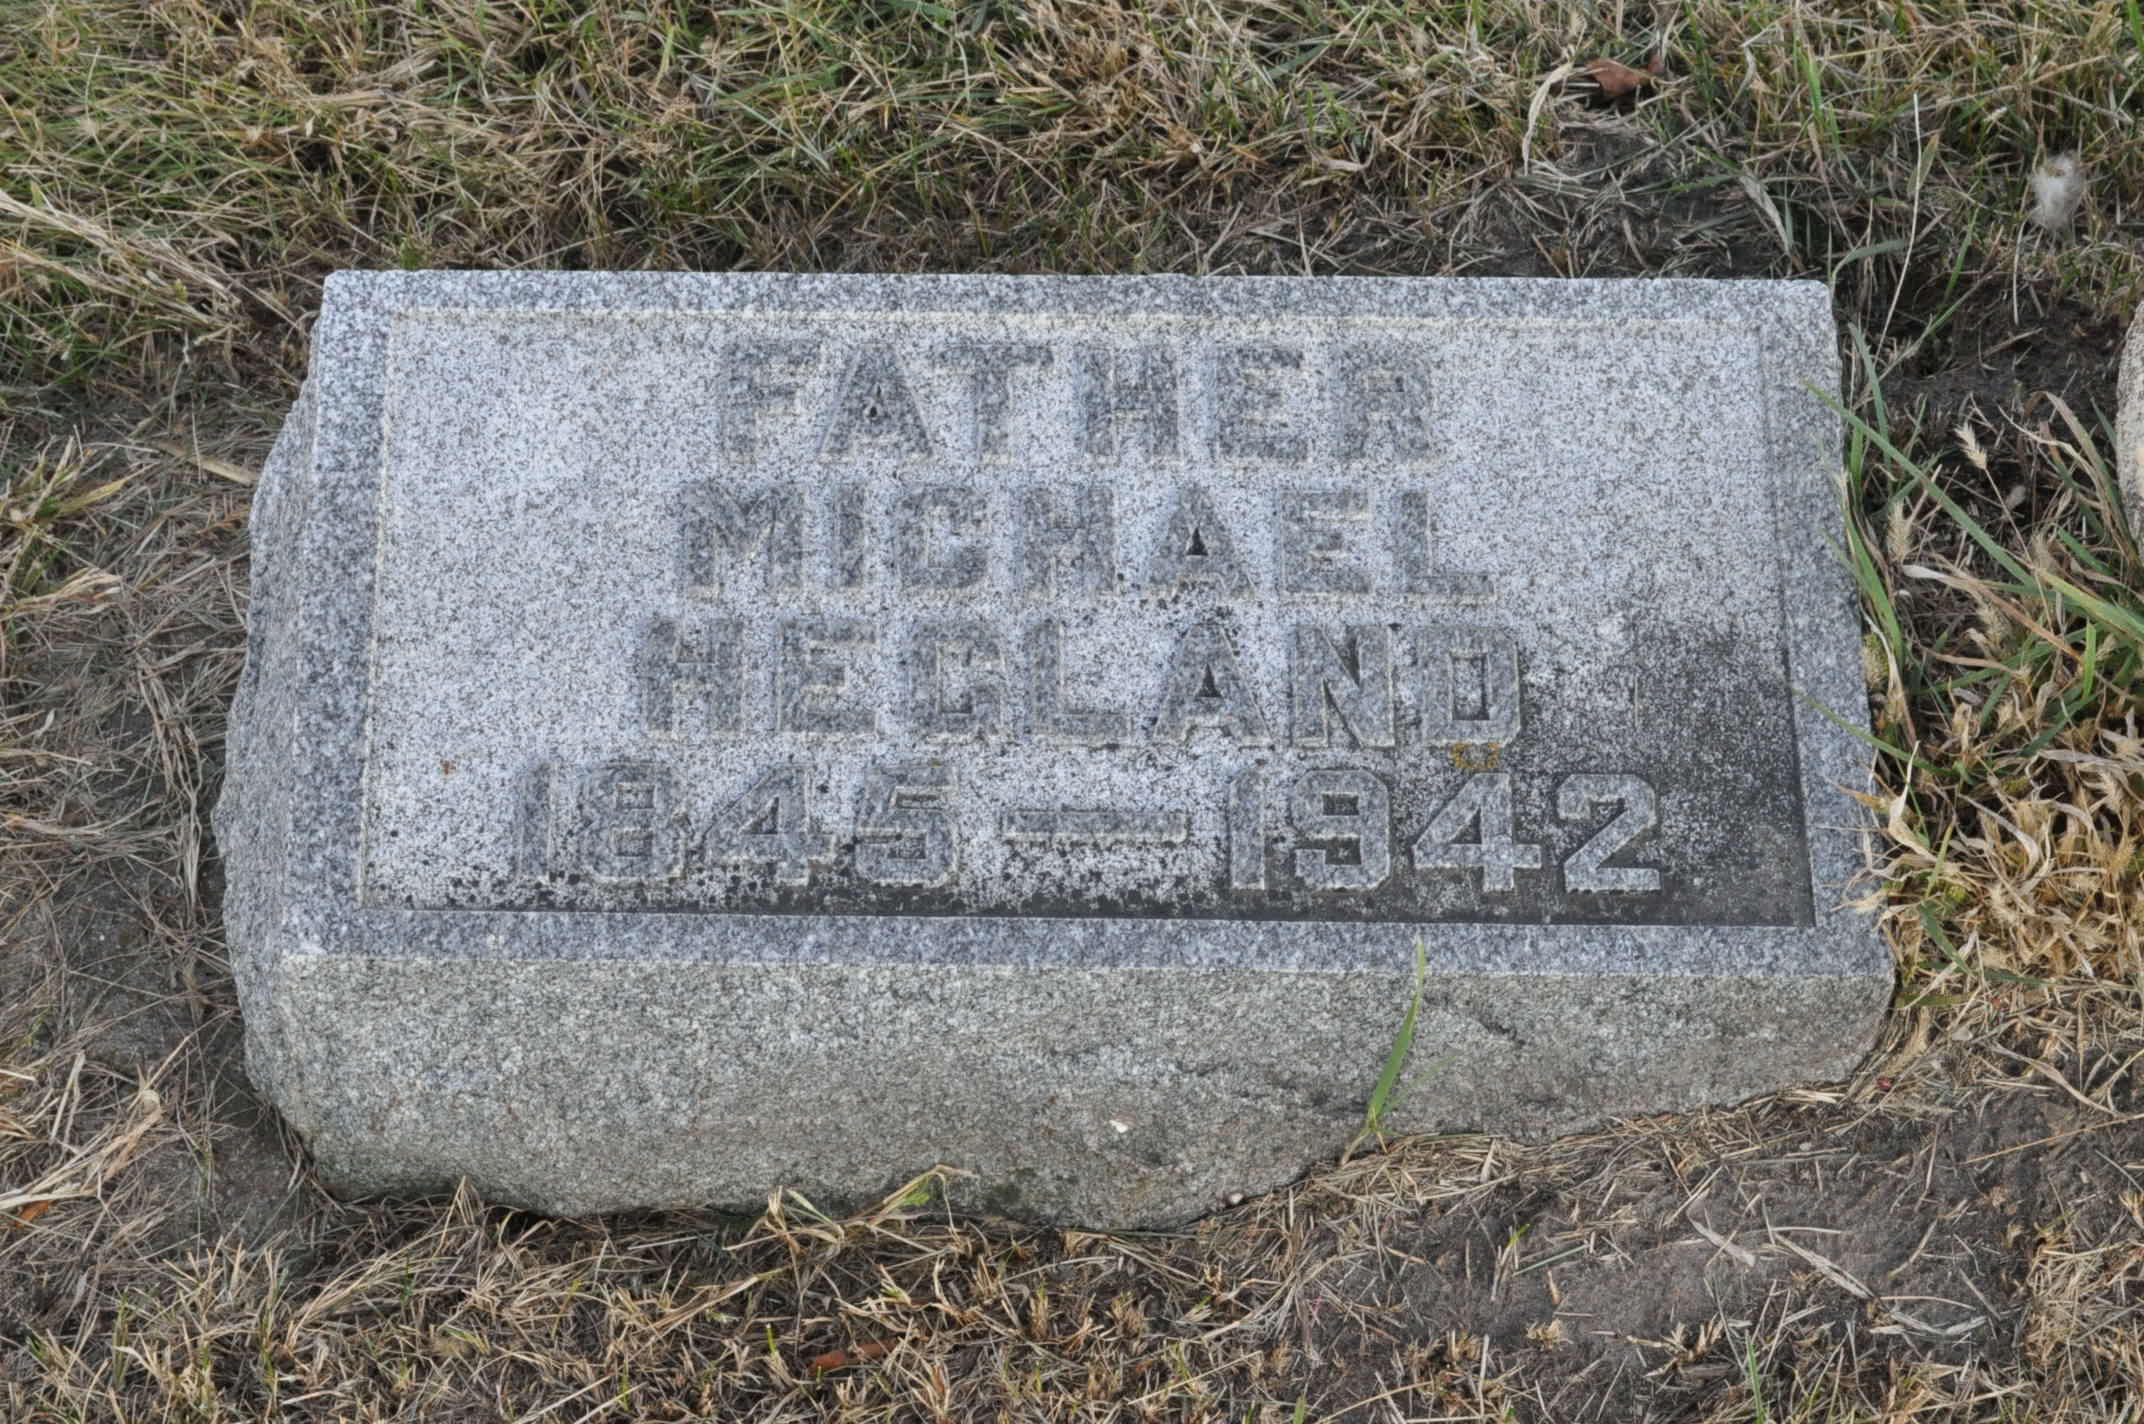 FATHER
MICHAEL
HEGLAND
1845—1942